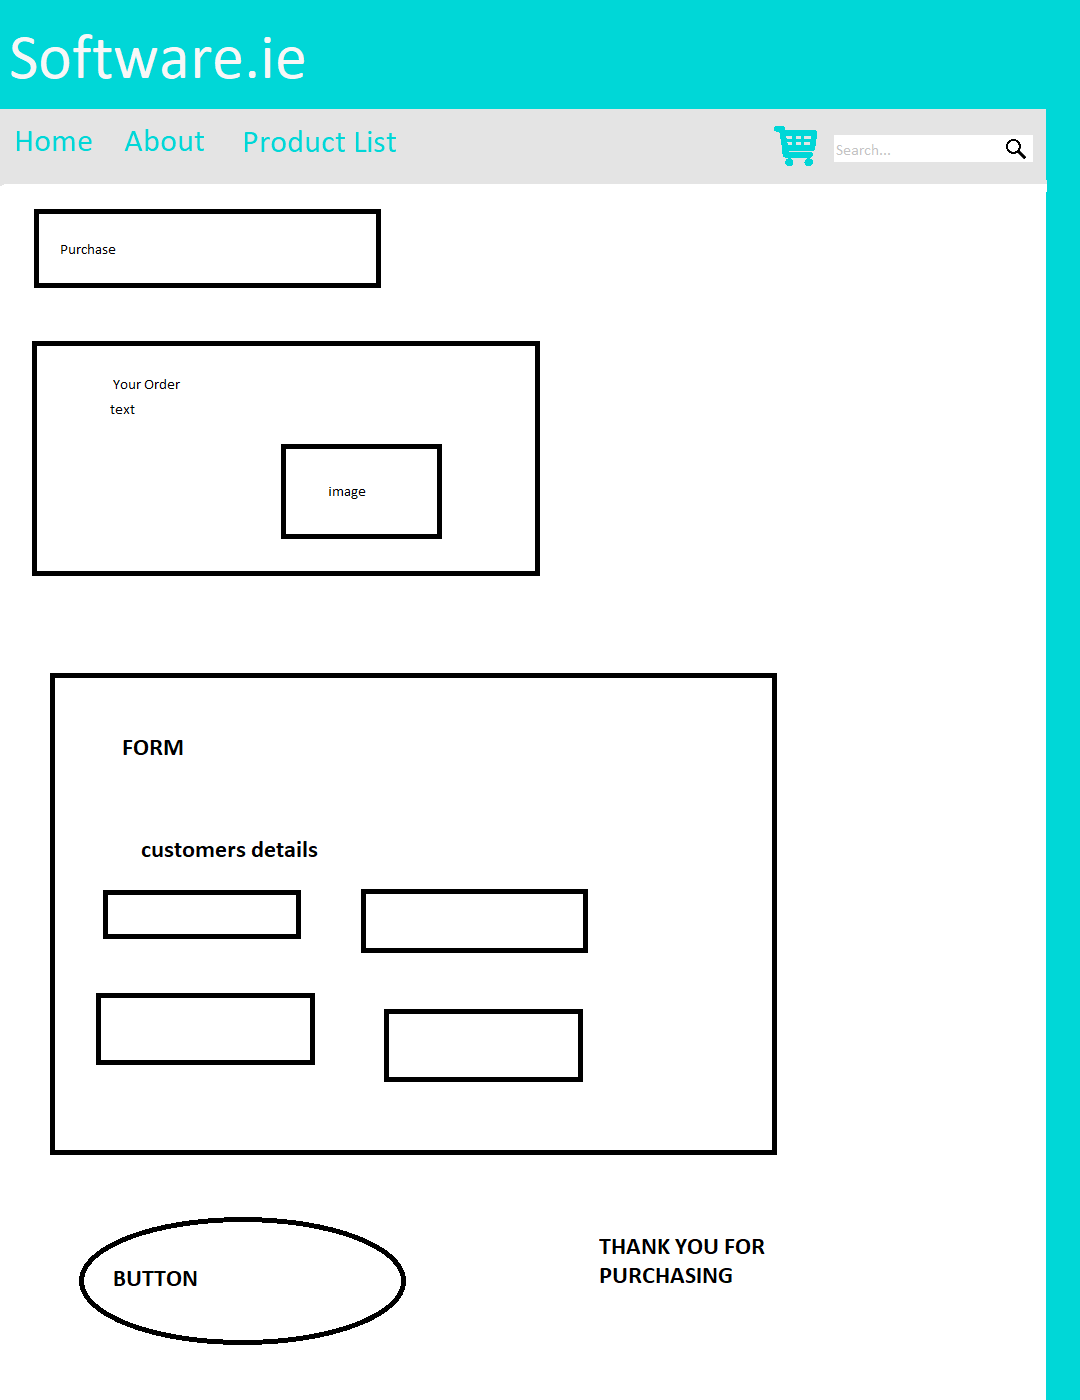 Software.ie
Home About Product List Search...
Purchase
Your Order
text
image
FORM
customers details
BUTTON
THANK YOU FOR
PURCHASING